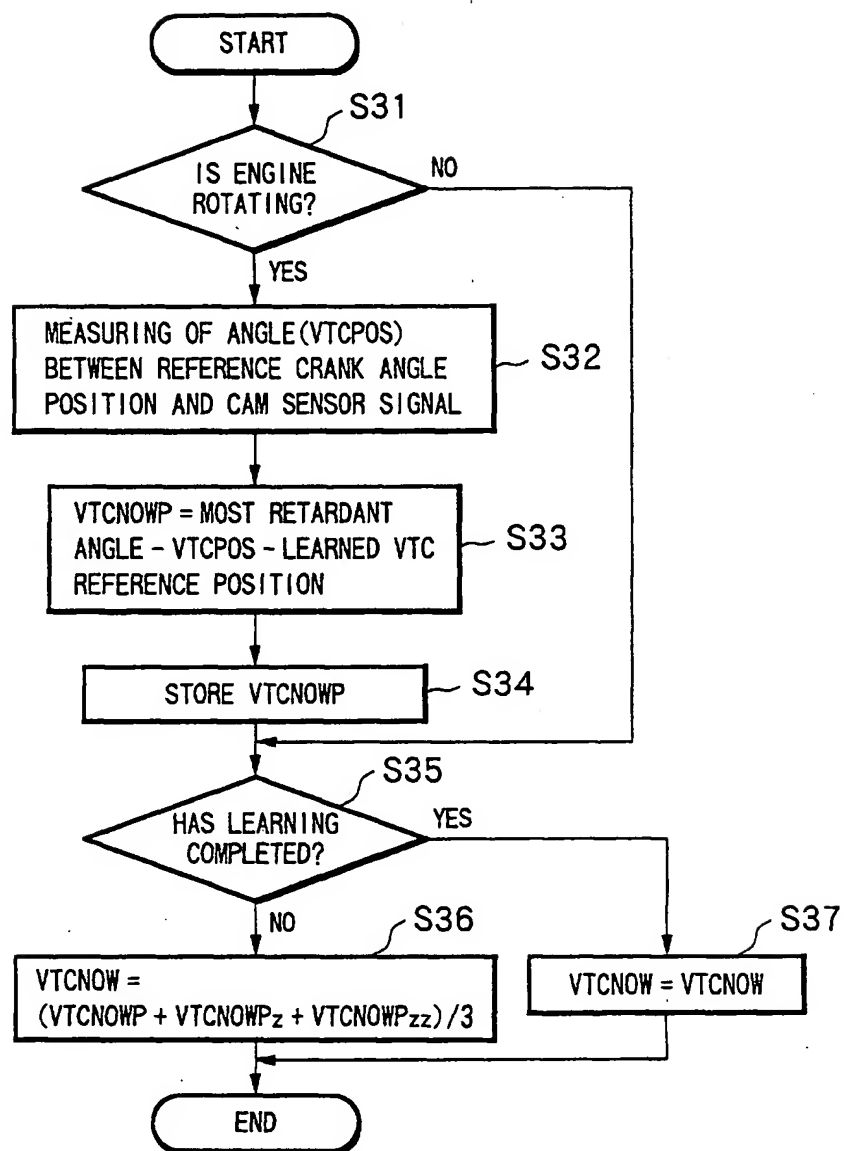 START
S31
IS ENGINE
ROTATING?
NO
YES
MEASURING OF ANGLE(VTCPOS)
BETWEEN REFERENCE CRANK ANGLE
POSITION AND CAM SENSOR SIGNAL
S32
VTCNOWP = MOST RETARDANT
ANGLE - VTCPOS - LEARNED VTC
REFERENCE POSITION
S33
STORE VTCNOWP
S34
S35
HAS LEARNING
COMPLETED?
YES
NO
S36
S37
VTCNOW =
(VTCNOWP + VTCNOWPz + VTCNOWPzz)/3
VTCNOW = VTCNOW
END